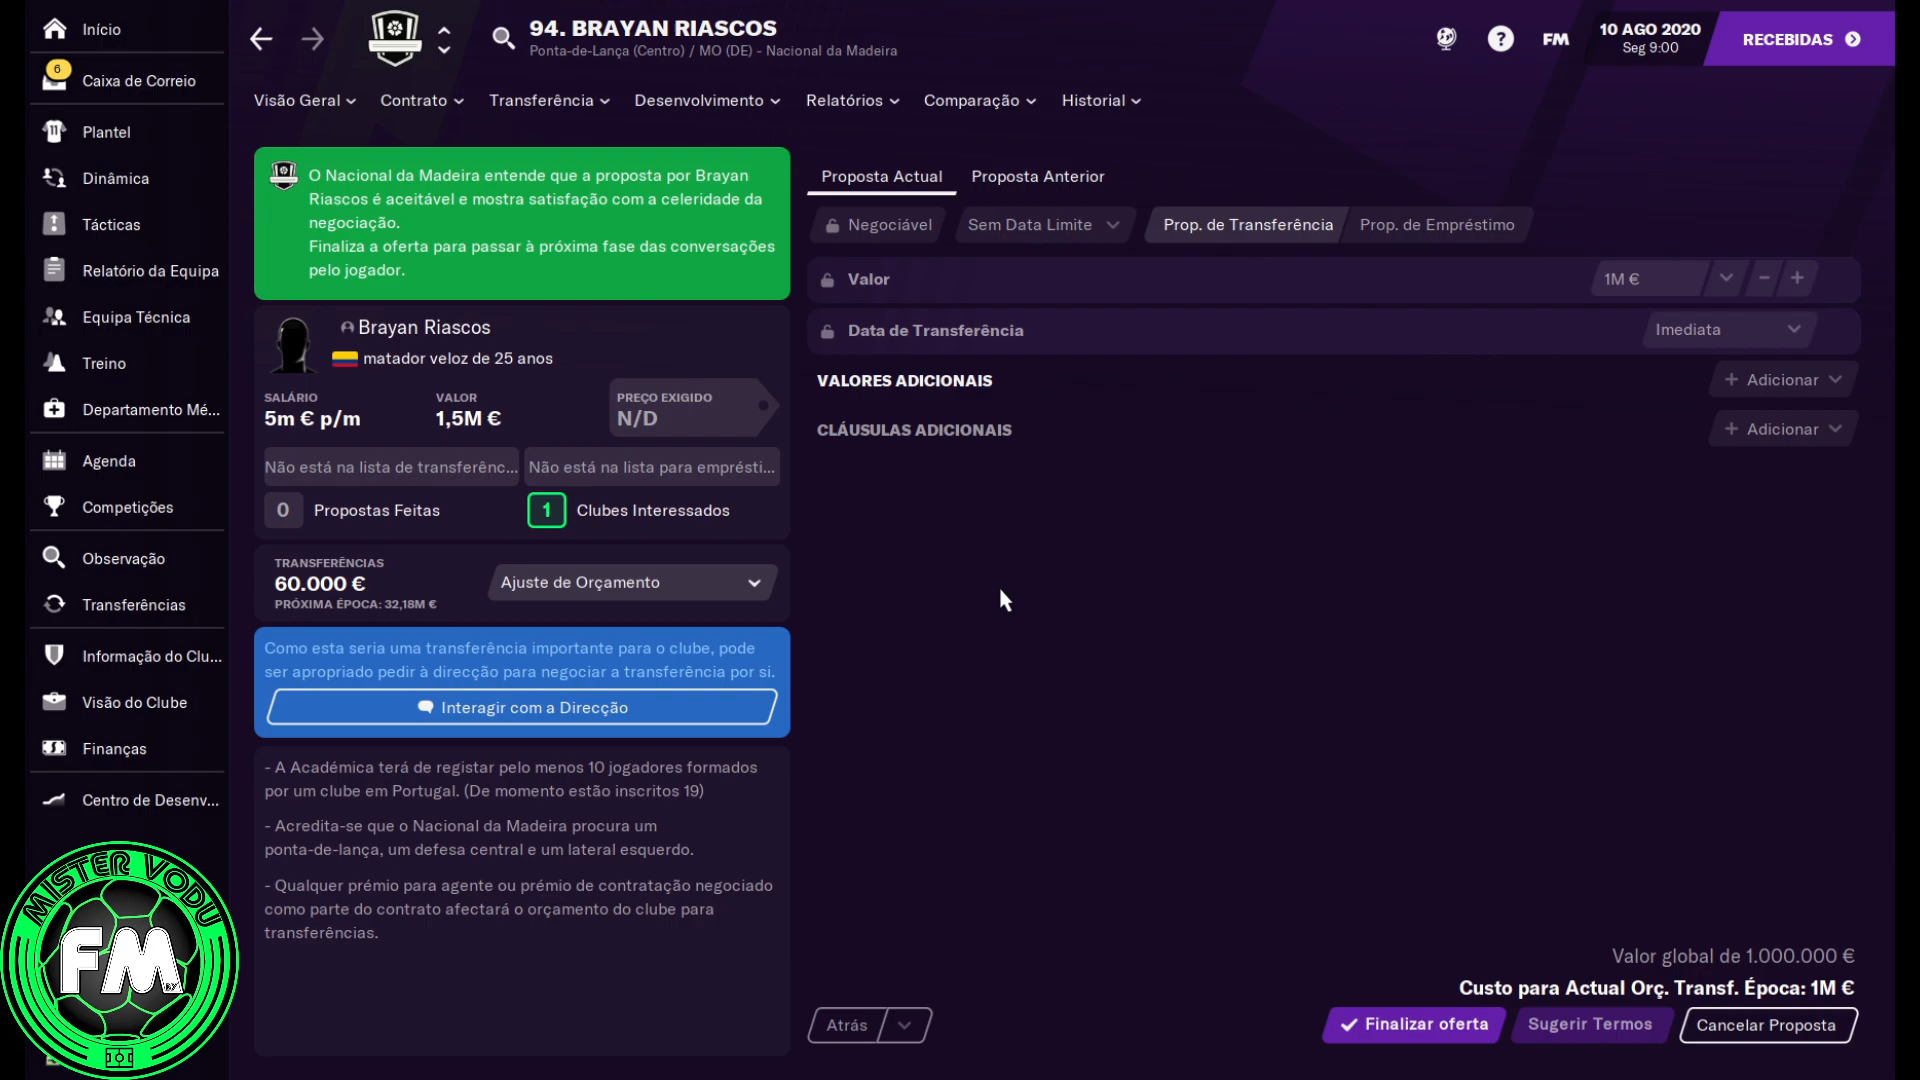 Início
6
Caixa de Correio
11
Plantel
Dinâmica
Tácticas
Relatório da Equipa
Equipa Técnica
Treino
Departamento Mé...
Agenda
Competições
Observação
Transferências
Informação do Clu...
Visão do Clube
Finanças
Centro de Desenv...
MISTER VODU
FM
BY
94. BRAYAN RIASCOS
Ponta-de-Lança (Centro) / MO (DE) - Nacional da Madeira
?
FM
10 AGO 2020
Seg 9:00
RECEBIDAS
Visão Geral
Contrato
Transferência
Desenvolvimento
Relatórios
Comparação
Historial
O Nacional da Madeira entende que a proposta por Brayan
Riascos é aceitável e mostra satisfação com a celeridade da
negociação.
Finaliza a oferta para passar à próxima fase das conversações
pelo jogador.
Brayan Riascos
matador veloz de 25 anos
SALÁRIO
5m € p/m
VALOR
1,5M €
PREÇO EXIGIDO
N/D
Não está na lista de transferênc...
Não está na lista para emprésti...
0 Propostas Feitas
1 Clubes Interessados
TRANSFERÊNCIAS
60.000 €
PRÓXIMA ÉPOCA: 32,18M €
Ajuste de Orçamento
Como esta seria uma transferência importante para o clube, pode
ser apropriado pedir à direcção para negociar a transferência por si.
Interagir com a Direcção
- A Académica terá de registar pelo menos 10 jogadores formados
por um clube em Portugal. (De momento estão inscritos 19)
- Acredita-se que o Nacional da Madeira procura um
ponta-de-lança, um defesa central e um lateral esquerdo.
- Qualquer prémio para agente ou prémio de contratação negociado
como parte do contrato afectará o orçamento do clube para
transferências.
Proposta Actual
Proposta Anterior
Negociável
Sem Data Limite
Prop. de Transferência
Prop. de Empréstimo
Valor
1M €
Data de Transferência
Imediata
VALORES ADICIONAIS
Adicionar
CLÁUSULAS ADICIONAIS
Adicionar
Valor global de 1.000.000 €
Custo para Actual Orç. Transf. Época: 1M €
Atrás
Finalizar oferta
Sugerir Termos
Cancelar Proposta